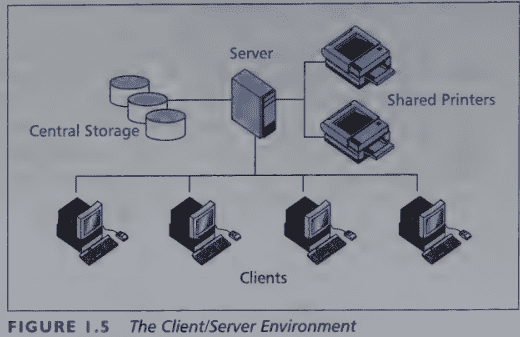 Server
Shared Printers
Central Storage
Clients
FIGURE 1.5 The Client/Server Environment